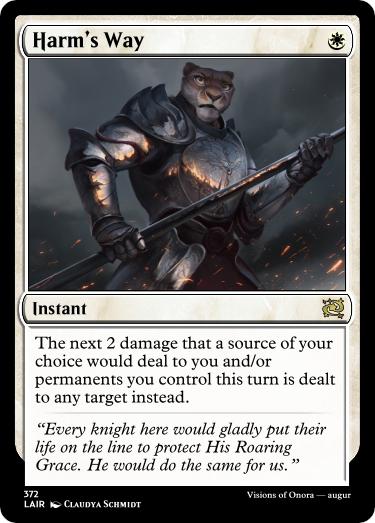 Harm's Way
Instant
The next 2 damage that a source of your
choice would deal to you and/or
permanents you control this turn is dealt
to any target instead.
“Every knight here would gladly put their
life on the line to protect His Roaring
Grace. He would do the same for us.”
372
LAIR Claudya Schmidt
Visions of Onora — augur